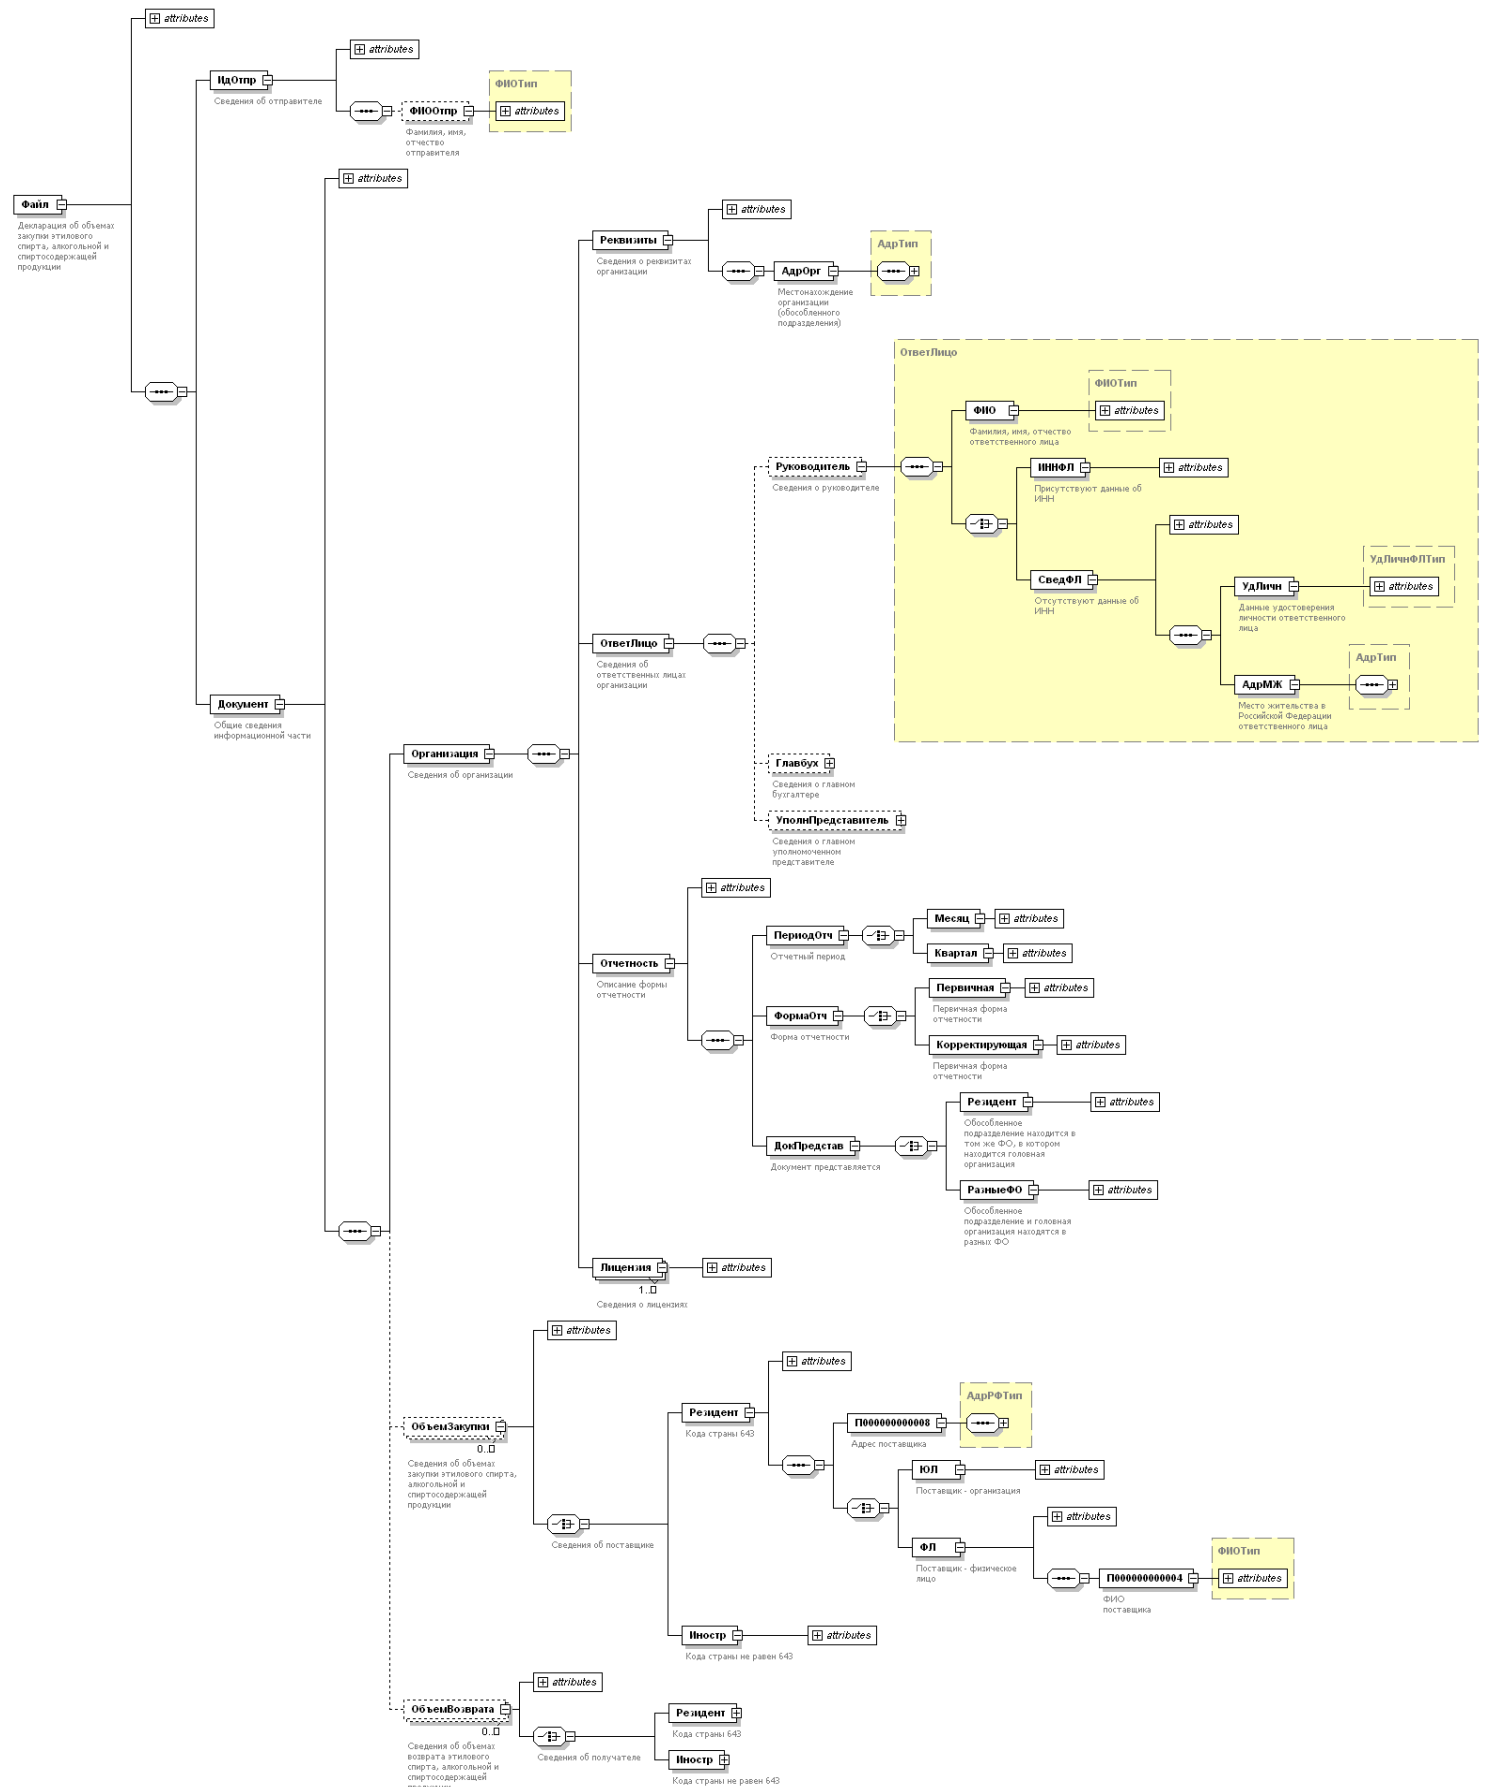 attributes
ИдОтпр
Сведения об отправителе
attributes
ФИООтпр
Фамилия, имя,
отчество
отправителя
ФИОТип
attributes
Файл
Декларация об объемах
закупки этилового
спирта, алкогольной и
спиртосодержащей
продукции
attributes
Документ
Общие сведения
информационной части
Организация
Сведения об организации
Реквизиты
Сведения о реквизитах
организации
attributes
АдрОрг
Местонахождение
организации
(обособленного
подразделения)
АдрТип
ОтветЛицо
Сведения об
ответственных лицах
организации
Руководитель
Сведения о руководителе
ОтветЛицо
ФИО
Фамилия, имя, отчество
ответственного лица
ФИОТип
attributes
ИННФЛ
Присутствуют данные об
ИНН
attributes
СведФЛ
Отсутствуют данные об
ИНН
attributes
УдЛичн
Данные удостоверения
личности ответственного
лица
УдЛичнФЛТип
attributes
АдрМЖ
Место жительства в
Российской Федерации
ответственного лица
АдрТип
Главбух
Сведения о главном
бухгалтере
УполнПредставитель
Сведения о главном
уполномоченном
представителе
Отчетность
Описание формы
отчетности
attributes
ПериодОтч
Отчетный период
Месяц
attributes
Квартал
attributes
ФормаОтч
Форма отчетности
Первичная
attributes
Первичная форма
отчетности
Корректирующая
attributes
Первичная форма
отчетности
ДокПредстав
Документ представляется
Резидент
attributes
Обособленное
подразделение находится в
том же ФО, в котором
находится головная
организация
РазныеФО
attributes
Обособленное
подразделение и головная
организация находятся в
разных ФО
Лицензия
attributes
1..
Сведения о лицензиях
ОбъемЗакупки
0..
Сведения об объемах
закупки этилового спирта,
алкогольной и
спиртосодержащей
продукции
attributes
Сведения об поставщике
Резидент
Кода страны 643
attributes
П000000000008
Адрес поставщика
АдрРФТип
ЮЛ
Поставщик - организация
attributes
ФЛ
Поставщик - физическое
лицо
attributes
П000000000004
ФИО
поставщика
ФИОТип
attributes
Иностр
Кода страны не равен 643
attributes
ОбъемВозврата
0..
Сведения об объемах
возврата этилового
спирта, алкогольной и
спиртосодержащей
attributes
Сведения об получателе
Резидент
Кода страны 643
Иностр
Кода страны не равен 643